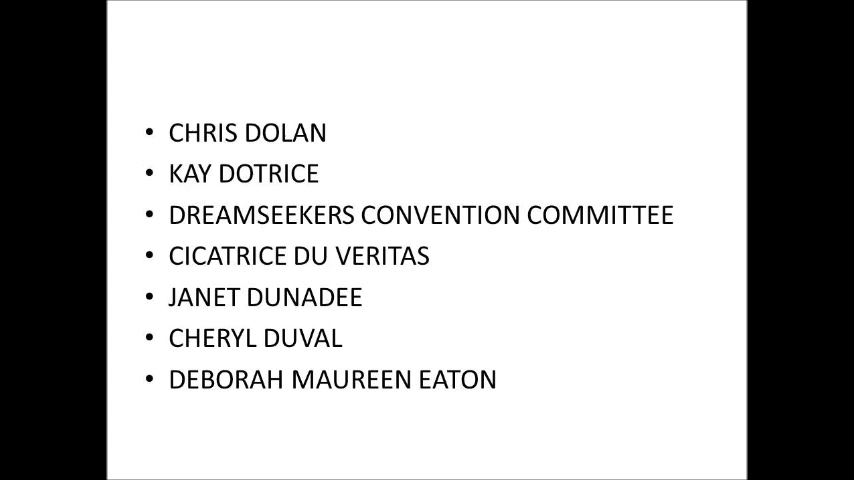 • CHRIS DOLAN
• KAY DOTRICE
• DREAMSEEKERS CONVENTION COMMITTEE
• CICATRICE DU VERITAS
• JANET DUNADEE
• CHERYL DUVAL
• DEBORAH MAUREEN EATON